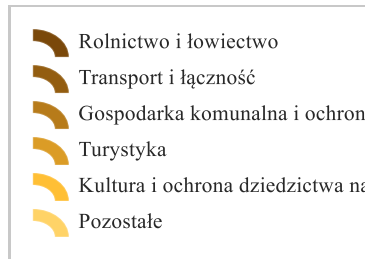 Rolnictwo i łowiectwo
Transport i łączność
Gospodarka komunalna i ochron
Turystyka
Kultura i ochrona dziedzictwa na
Pozostałe